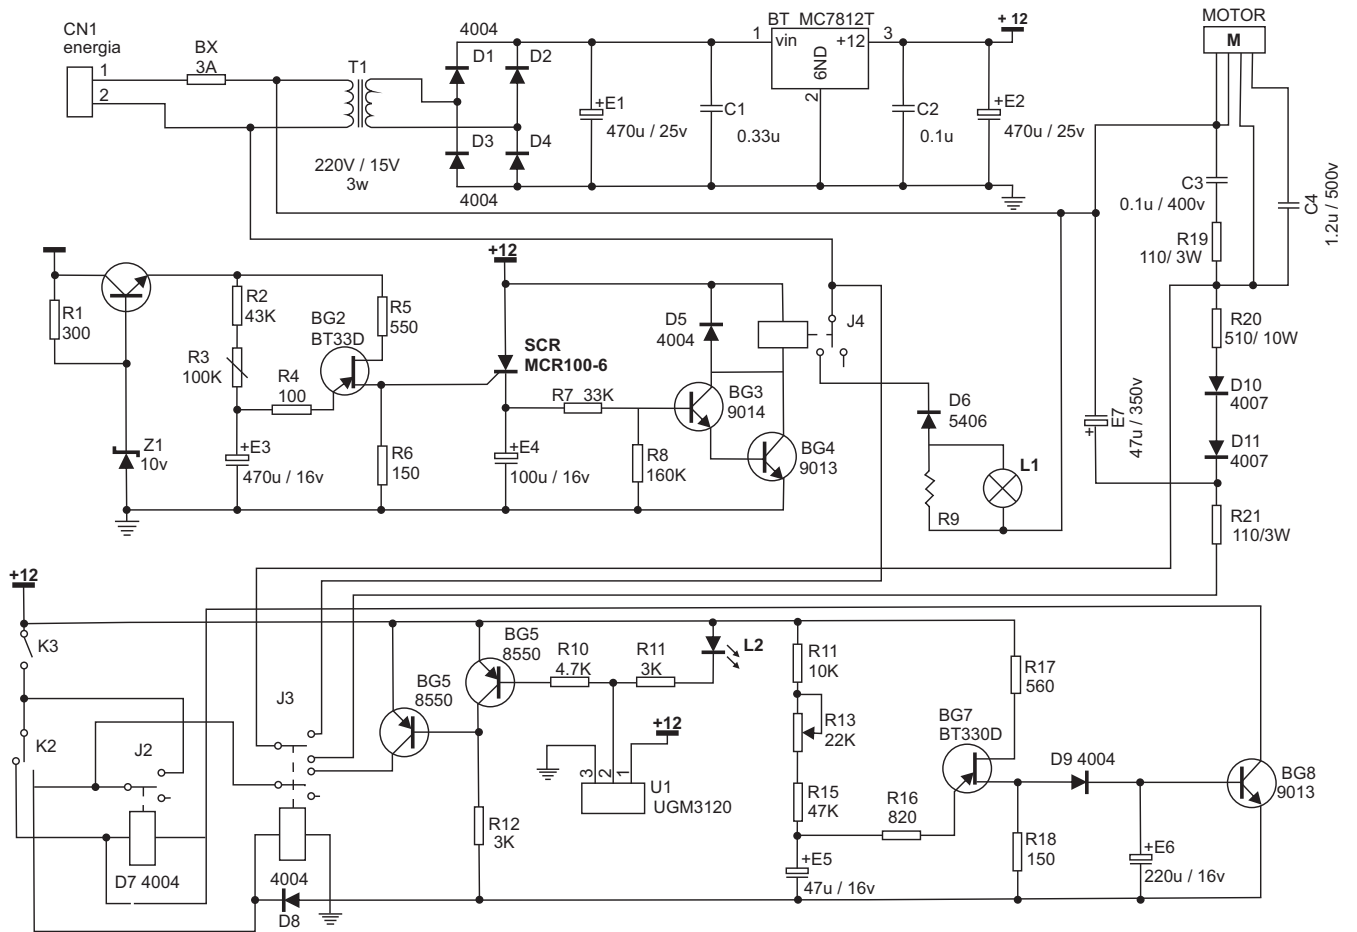 CN1
energia
1
2
BX
3A
T1
220V / 15V
3w
4004
D1
D2
D3
D4
4004
+E1
470u / 25v
C1
0.33u
BT MC7812T
1
vin
+12
3
6ND
2
C2
0.1u
+ 12
+E2
470u / 25v
MOTOR
M
C3
0.1u / 400v
C4
1.2u / 500v
R19
110/ 3W
R20
510/ 10W
D10
4007
D11
4007
R21
110/3W
E7
47u / 350v
+
R1
300
Z1
10v
R2
43K
R3
100K
+E3
470u / 16v
R4
100
BG2
BT33D
R5
550
R6
150
+12
SCR
MCR100-6
R7 33K
+E4
100u / 16v
R8
160K
D5
4004
BG3
9014
BG4
9013
J4
D6
5406
L1
R9
+12
K3
K2
J2
D7 4004
J3
4004
D8
BG5
8550
BG5
8550
R10
4.7K
R11
3K
L2
+12
3
2
1
U1
UGM3120
R12
3K
R11
10K
R13
22K
R15
47K
+E5
47u / 16v
R16
820
BG7
BT330D
R17
560
R18
150
D9 4004
+E6
220u / 16v
BG8
9013